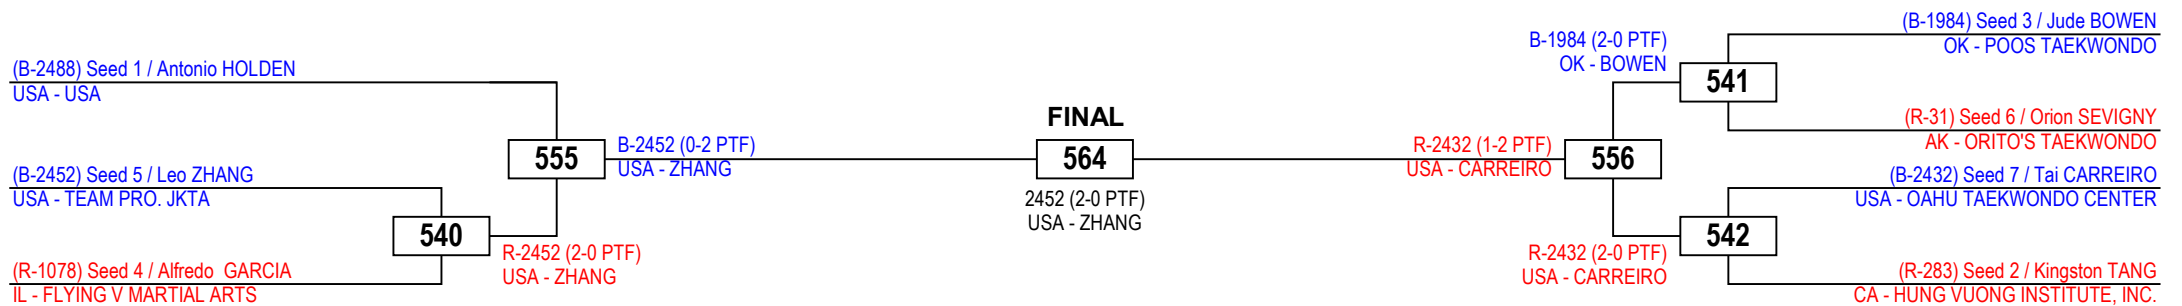 (B-2488) Seed 1 / Antonio HOLDEN
USA - USA
(B-2452) Seed 5 / Leo ZHANG
USA - TEAM PRO. JKTA
(R-1078) Seed 4 / Alfredo  GARCIA
IL - FLYING V MARTIAL ARTS
540
R-2452 (2-0 PTF)
USA - ZHANG
555
B-2452 (0-2 PTF)
USA - ZHANG
FINAL
564
2452 (2-0 PTF)
USA - ZHANG
R-2432 (1-2 PTF)
USA - CARREIRO
556
B-1984 (2-0 PTF)
OK - BOWEN
R-2432 (2-0 PTF)
USA - CARREIRO
541
542
(B-1984) Seed 3 / Jude BOWEN
OK - POOS TAEKWONDO
(R-31) Seed 6 / Orion SEVIGNY
AK - ORITO'S TAEKWONDO
(B-2432) Seed 7 / Tai CARREIRO
USA - OAHU TAEKWONDO CENTER
(R-283) Seed 2 / Kingston TANG
CA - HUNG VUONG INSTITUTE, INC.